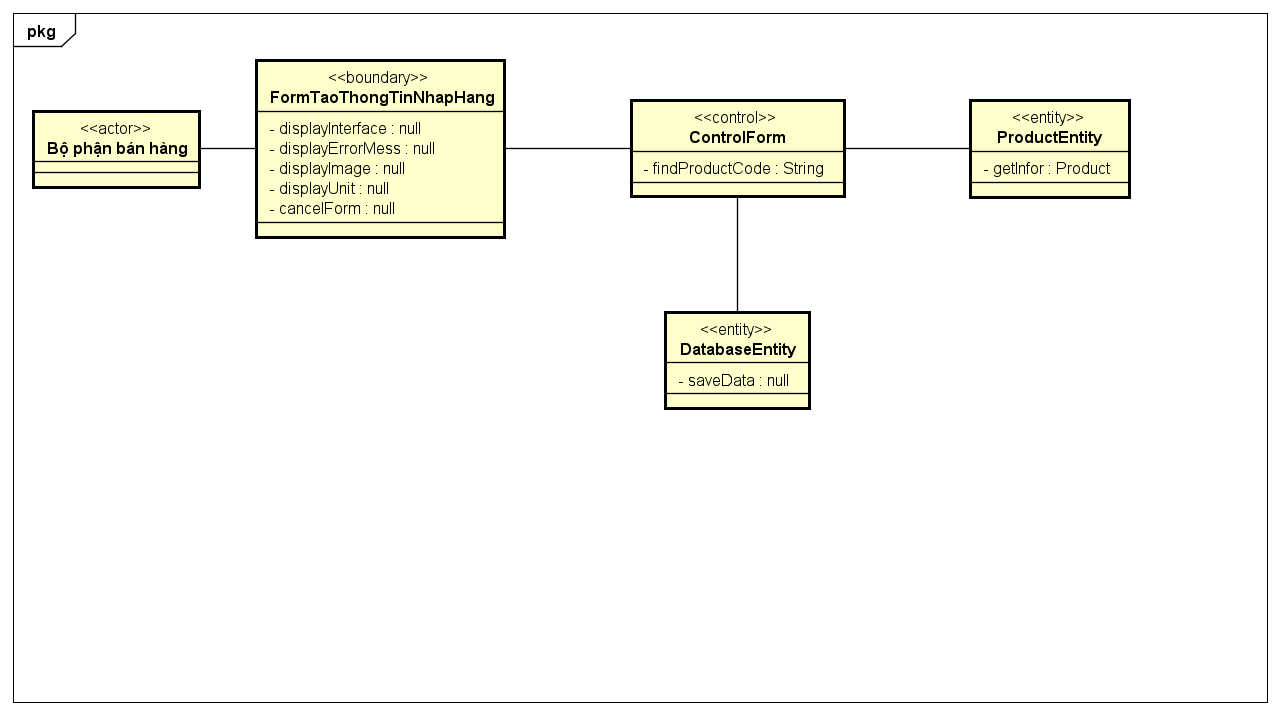 pkg
<<actor>>
Bộ phận bán hàng
<<boundary>>
FormTaoThongTinNhapHang
- displayInterface : null
- displayErrorMess : null
- displayImage : null
- displayUnit : null
- cancelForm : null
<<control>>
ControlForm
- findProductCode : String
<<entity>>
ProductEntity
- getInfor : Product
<<entity>>
DatabaseEntity
- saveData : null